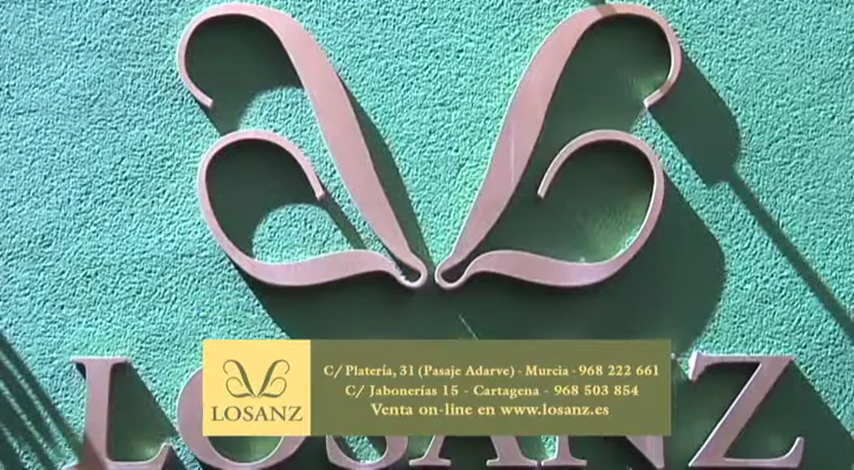 LOSANZ
C/ Platería, 31 (Pasaje Adarve) - Murcia - 968 222 661
C/ Jabonerías 15 - Cartagena - 968 503 854
Venta on-line en www.losanz.es
LOSANZ